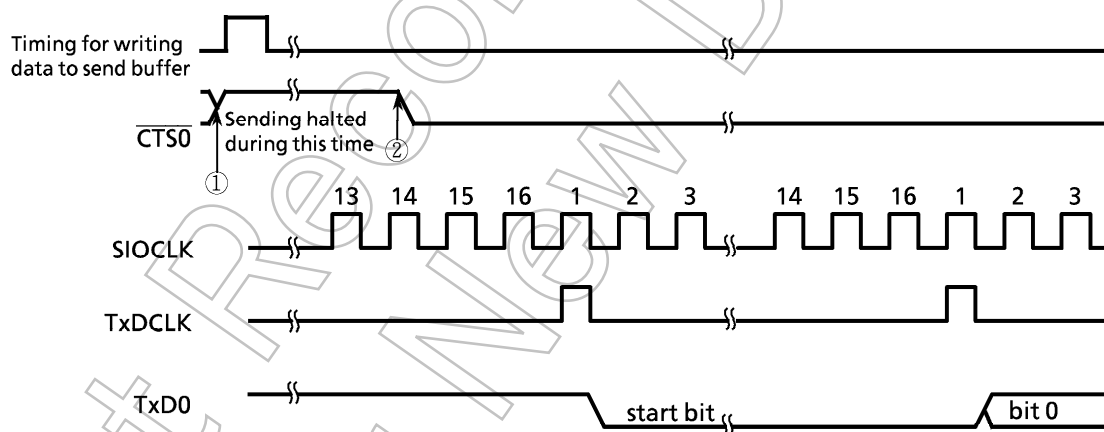 Timing for writing
data to send buffer
CTS0
Sending halted
during this time
②
①
13 14 15 16 1 2 3 14 15 16 1 2 3
SIOCLK
TxDCLK
TxD0
start bit
bit 0